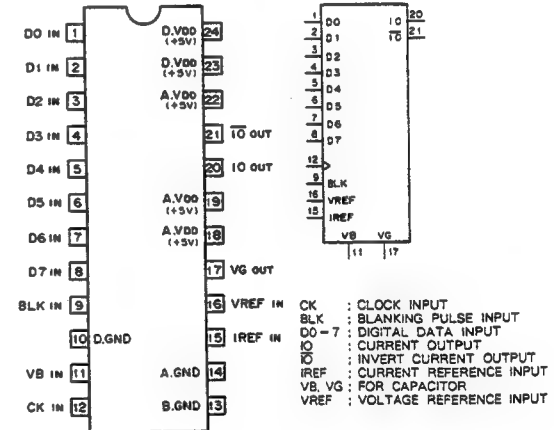 D0 IN 1
D1 IN 2
D2 IN 3
D3 IN 4
D4 IN 5
D5 IN 6
D6 IN 7
D7 IN 8
BLK IN 9
10 D.GND
VB IN 11
CK IN 12
D.VDD 24
(+5V)
D.VDD 23
(+5V)
A.VDD 22
(+5V)
21 IO OUT
20 IO OUT
A.VDD 19
(+5V)
A.VDD 18
(+5V)
17 VG OUT
16 VREF IN
15 IREF IN
A.GND 14
B.GND 13
1 D0 IO 20
2 D1 IO 21
3 D2
4 D3
5 D4
6 D5
7 D6
8 D7
12
9 BLK
16 VREF
15 IREF
VB VG
11 17
CK : CLOCK INPUT
BLK : BLANKING PULSE INPUT
D0-7 : DIGITAL DATA INPUT
IO : CURRENT OUTPUT
IO : INVERT CURRENT OUTPUT
IREF : CURRENT REFERENCE INPUT
VB, VG : FOR CAPACITOR
VREF : VOLTAGE REFERENCE INPUT